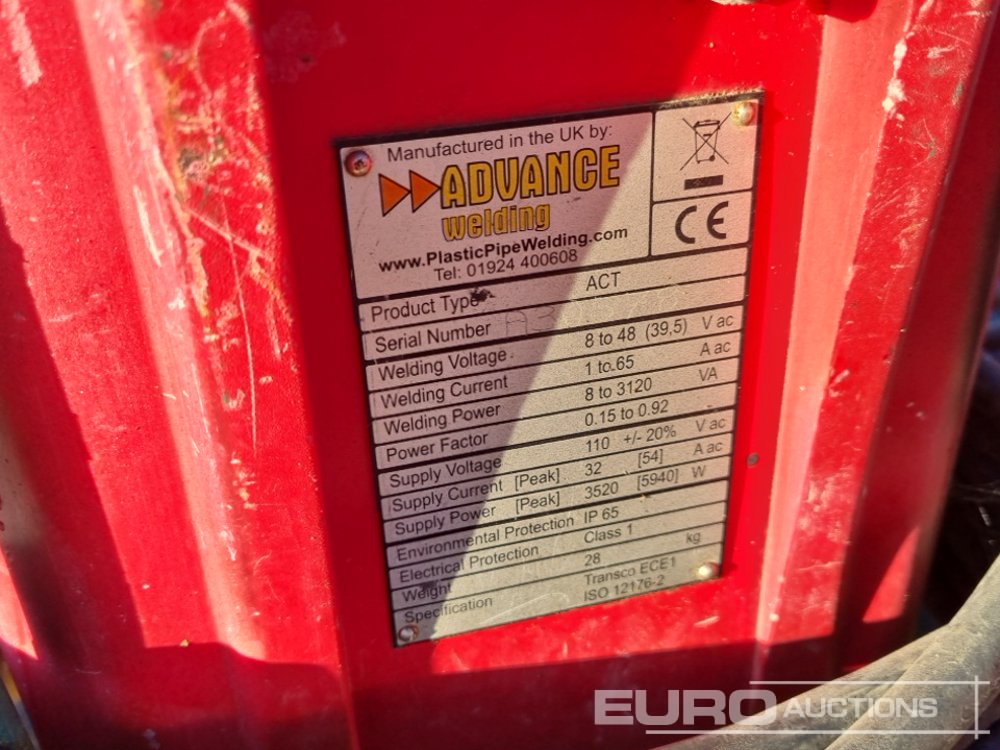 Manufactured in the UK by:
ADVANCE
welding
www.PlasticPipeWelding.com
Tel: 01924 400608
CE
Product Type ACT
Serial Number
Welding Voltage 8 to 48 (39,5) V ac
Welding Current 1 to 65 A ac
Welding Power 8 to 3120 VA
Power Factor 0.15 to 0.92
Supply Voltage 110 +/- 20% V ac
Supply Current [Peak] 32 [54] A ac
Supply Power [Peak] 3520 [5940] W
Environmental Protection IP 65
Electrical Protection Class 1
Weight 28 kg
Specification Transco ECE1
ISO 12176-2
EURO AUCTIONS